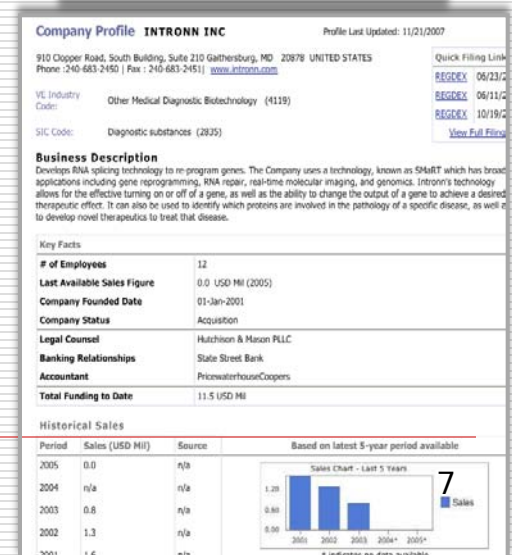 Company Profile INTRONN INC Profile Last Updated: 11/21/2007
910 Clopper Road, South Building, Suite 210 Gaithersburg, MD 20878 UNITED STATES
Phone :240-683-2450 | Fax : 240-683-2451| www.intronn.com
Quick Filing Link
REGDEX 06/23/2
REGDEX 06/11/2
REGDEX 10/19/2
View Full Filing
VE Industry Code: Other Medical Diagnostic Biotechnology (4119)
SIC Code: Diagnostic substances (2835)
Business Description
Develops RNA splicing technology to re-program genes. The Company uses a technology, known as SMaRT which has broad
applications including gene reprogramming, RNA repair, real-time molecular imaging, and genomics. Intronn's technology
allows for the effective turning on or off of a gene, as well as the ability to change the output of a gene to achieve a desired
therapeutic effect. It can also be used to identify which proteins are involved in the pathology of a specific disease, as well a
to develop novel therapeutics to treat that disease.
Key Facts
# of Employees 12
Last Available Sales Figure 0.0 USD Mil (2005)
Company Founded Date 01-Jan-2001
Company Status Acquisition
Legal Counsel Hutchison & Mason PLLC
Banking Relationships State Street Bank
Accountant PricewaterhouseCoopers
Total Funding to Date 11.5 USD Mil
Historical Sales
Period Sales (USD Mil) Source Based on latest 5-year period available
2005 0.0 n/a
2004 n/a n/a
2003 0.8 n/a
2002 1.3 n/a
2001 1.6 n/a
Sales Chart - Last 5 Years
7
1.20
0.60
0.00
Sales
2001 2002 2003 2004* 2005*
* indicates no data available